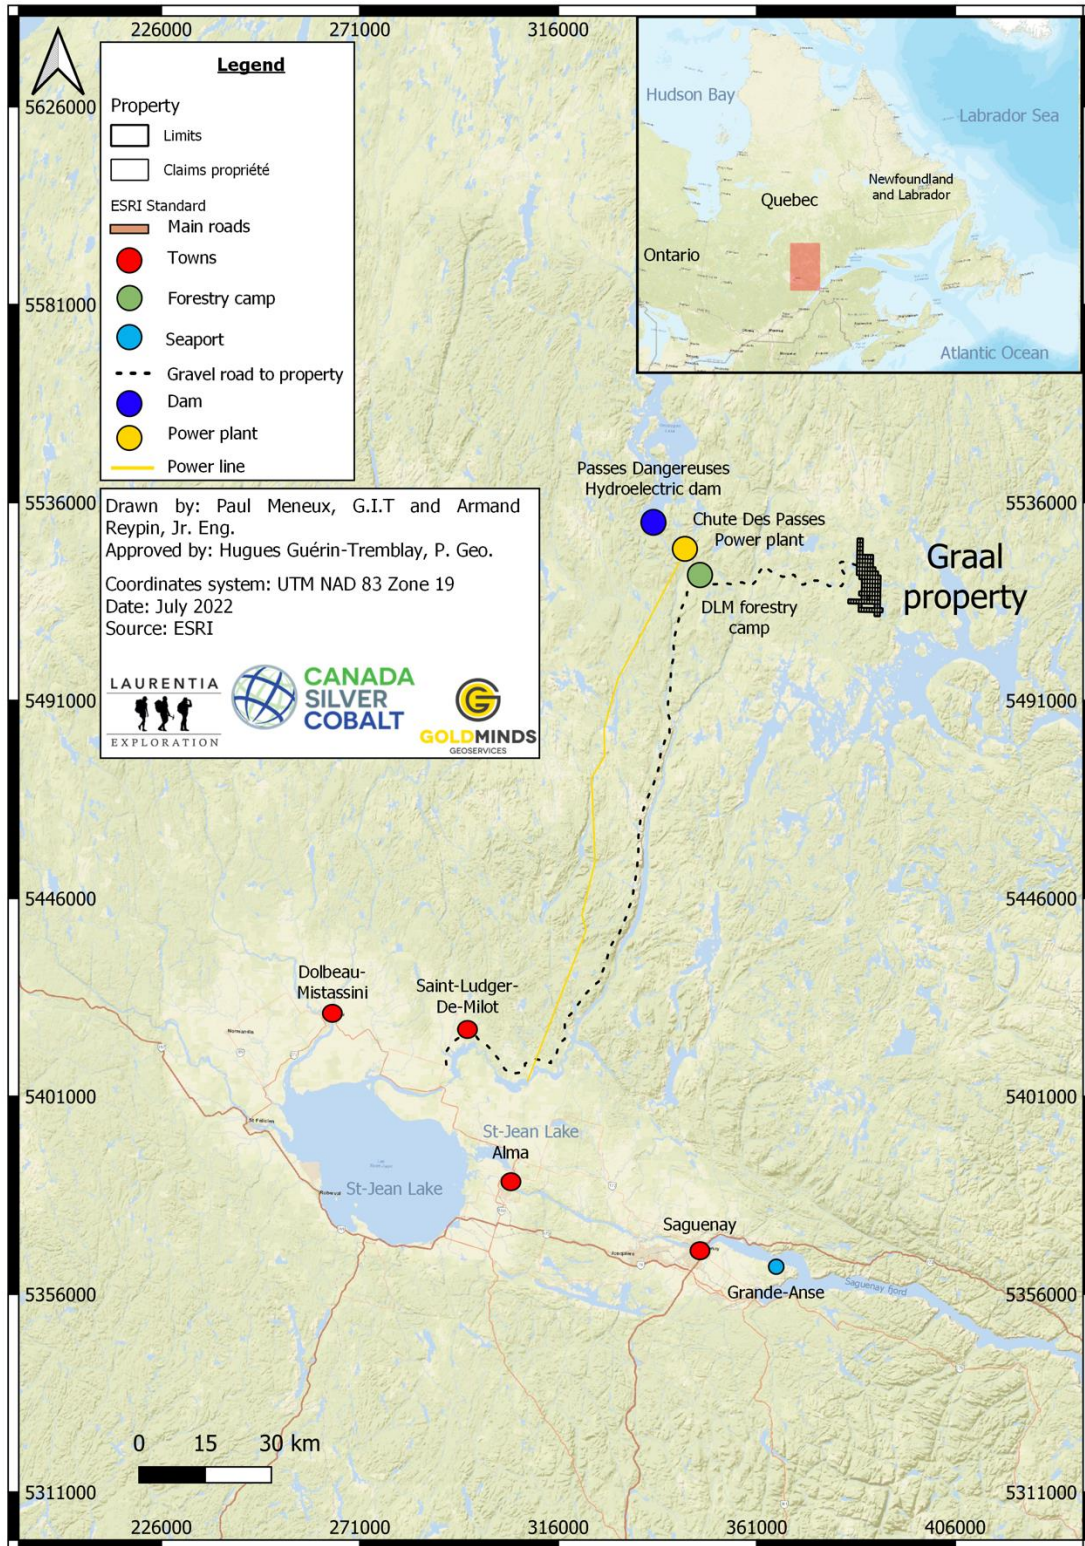 226000 271000 316000
Legend
Property
Limits
Claims propriété
ESRI Standard
Main roads
Towns
Forestry camp
Seaport
Gravel road to property
Dam
Power plant
Power line
Hudson Bay
Labrador Sea
Newfoundland
and Labrador
Quebec
Ontario
Atlantic Ocean
5626000
5581000 5581000
5536000 5536000
5491000 5491000
5446000 5446000
5401000 5401000
5356000 5356000
5311000 5311000
Drawn by: Paul Meneux, G.I.T and Armand
Reypin, Jr. Eng.
Approved by: Hugues Guérin-Tremblay, P. Geo.
Coordinates system: UTM NAD 83 Zone 19
Date: July 2022
Source: ESRI
LAURENTIA
EXPLORATION
CANADA
SILVER
COBALT
G
GOLDMINDS
GEOSERVICES
Passes Dangereuses
Hydroelectric dam
Chute Des Passes
Power plant
DLM forestry
camp
Graal
property
Dolbeau-
Mistassini
Saint-Ludger-
De-Milot
Normandin
St Felicien
Roberval
St-Jean Lake
Alma
St-Jean Lake
Saguenay
Grande-Anse
Saguenay fjord
0 15 30 km
226000 271000 316000 361000 406000